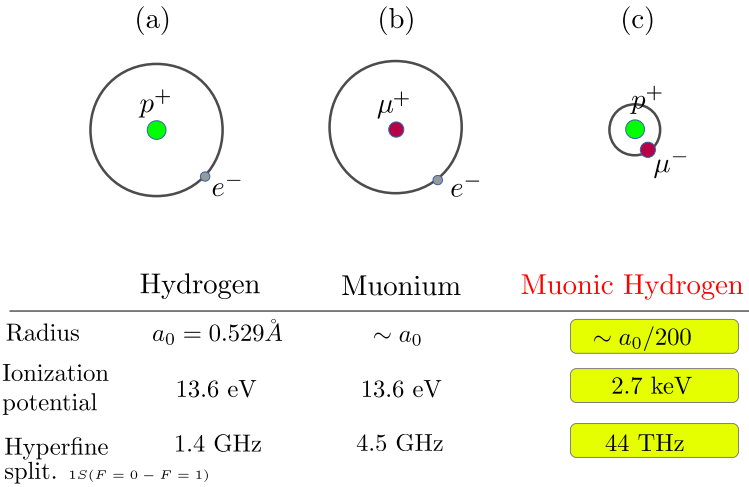 (a) (b) (c)
p⁺ μ⁺ p⁺
e⁻ e⁻ μ⁻
Hydrogen Muonium Muonic Hydrogen
Radius a₀ = 0.529Å ∼ a₀ ∼ a₀/200
Ionization
potential 13.6 eV 13.6 eV 2.7 keV
Hyperfine 1.4 GHz 4.5 GHz 44 THz
split. 1S(F = 0 − F = 1)